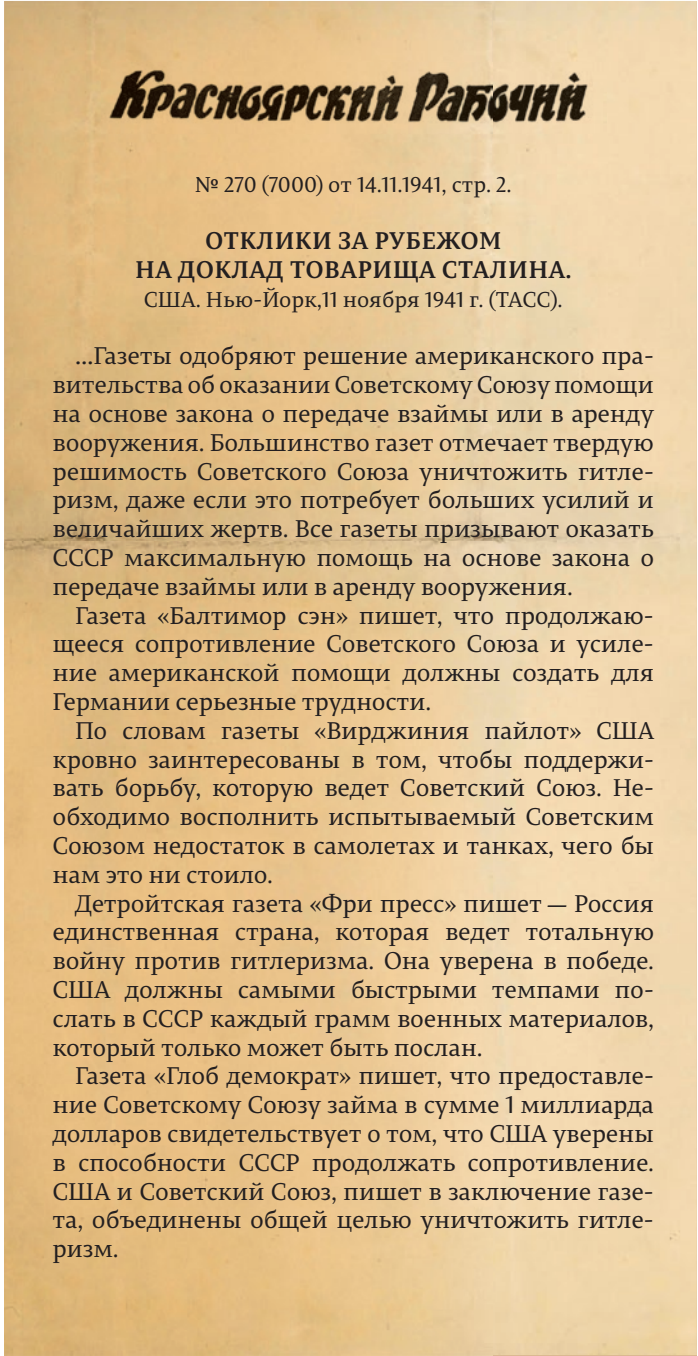 Красноярский Рабочий
№ 270 (7000) от 14.11.1941, стр. 2.
ОТКЛИКИ ЗА РУБЕЖОМ
НА ДОКЛАД ТОВАРИЩА СТАЛИНА.
США. Нью-Йорк,11 ноября 1941 г. (ТАСС).
...Газеты одобряют решение американского пра-
вительства об оказании Советскому Союзу помощи
на основе закона о передаче взаймы или в аренду
вооружения. Большинство газет отмечает твердую
решимость Советского Союза уничтожить гитле-
ризм, даже если это потребует больших усилий и
величайших жертв. Все газеты призывают оказать
СССР максимальную помощь на основе закона о
передаче взаймы или в аренду вооружения.
Газета «Балтимор сэн» пишет, что продолжаю-
щееся сопротивление Советского Союза и усиле-
ние американской помощи должны создать для
Германии серьезные трудности.
По словам газеты «Вирджиния пайлот» США
кровно заинтересованы в том, чтобы поддержи-
вать борьбу, которую ведет Советский Союз. Не-
обходимо восполнить испытываемый Советским
Союзом недостаток в самолетах и танках, чего бы
нам это ни стоило.
Детройтская газета «Фри пресс» пишет — Россия
единственная страна, которая ведет тотальную
войну против гитлеризма. Она уверена в победе.
США должны самыми быстрыми темпами по-
слать в СССР каждый грамм военных материалов,
который только может быть послан.
Газета «Глоб демократ» пишет, что предоставле-
ние Советскому Союзу займа в сумме 1 миллиарда
долларов свидетельствует о том, что США уверены
в способности СССР продолжать сопротивление.
США и Советский Союз, пишет в заключение газе-
та, объединены общей целью уничтожить гитле-
ризм.